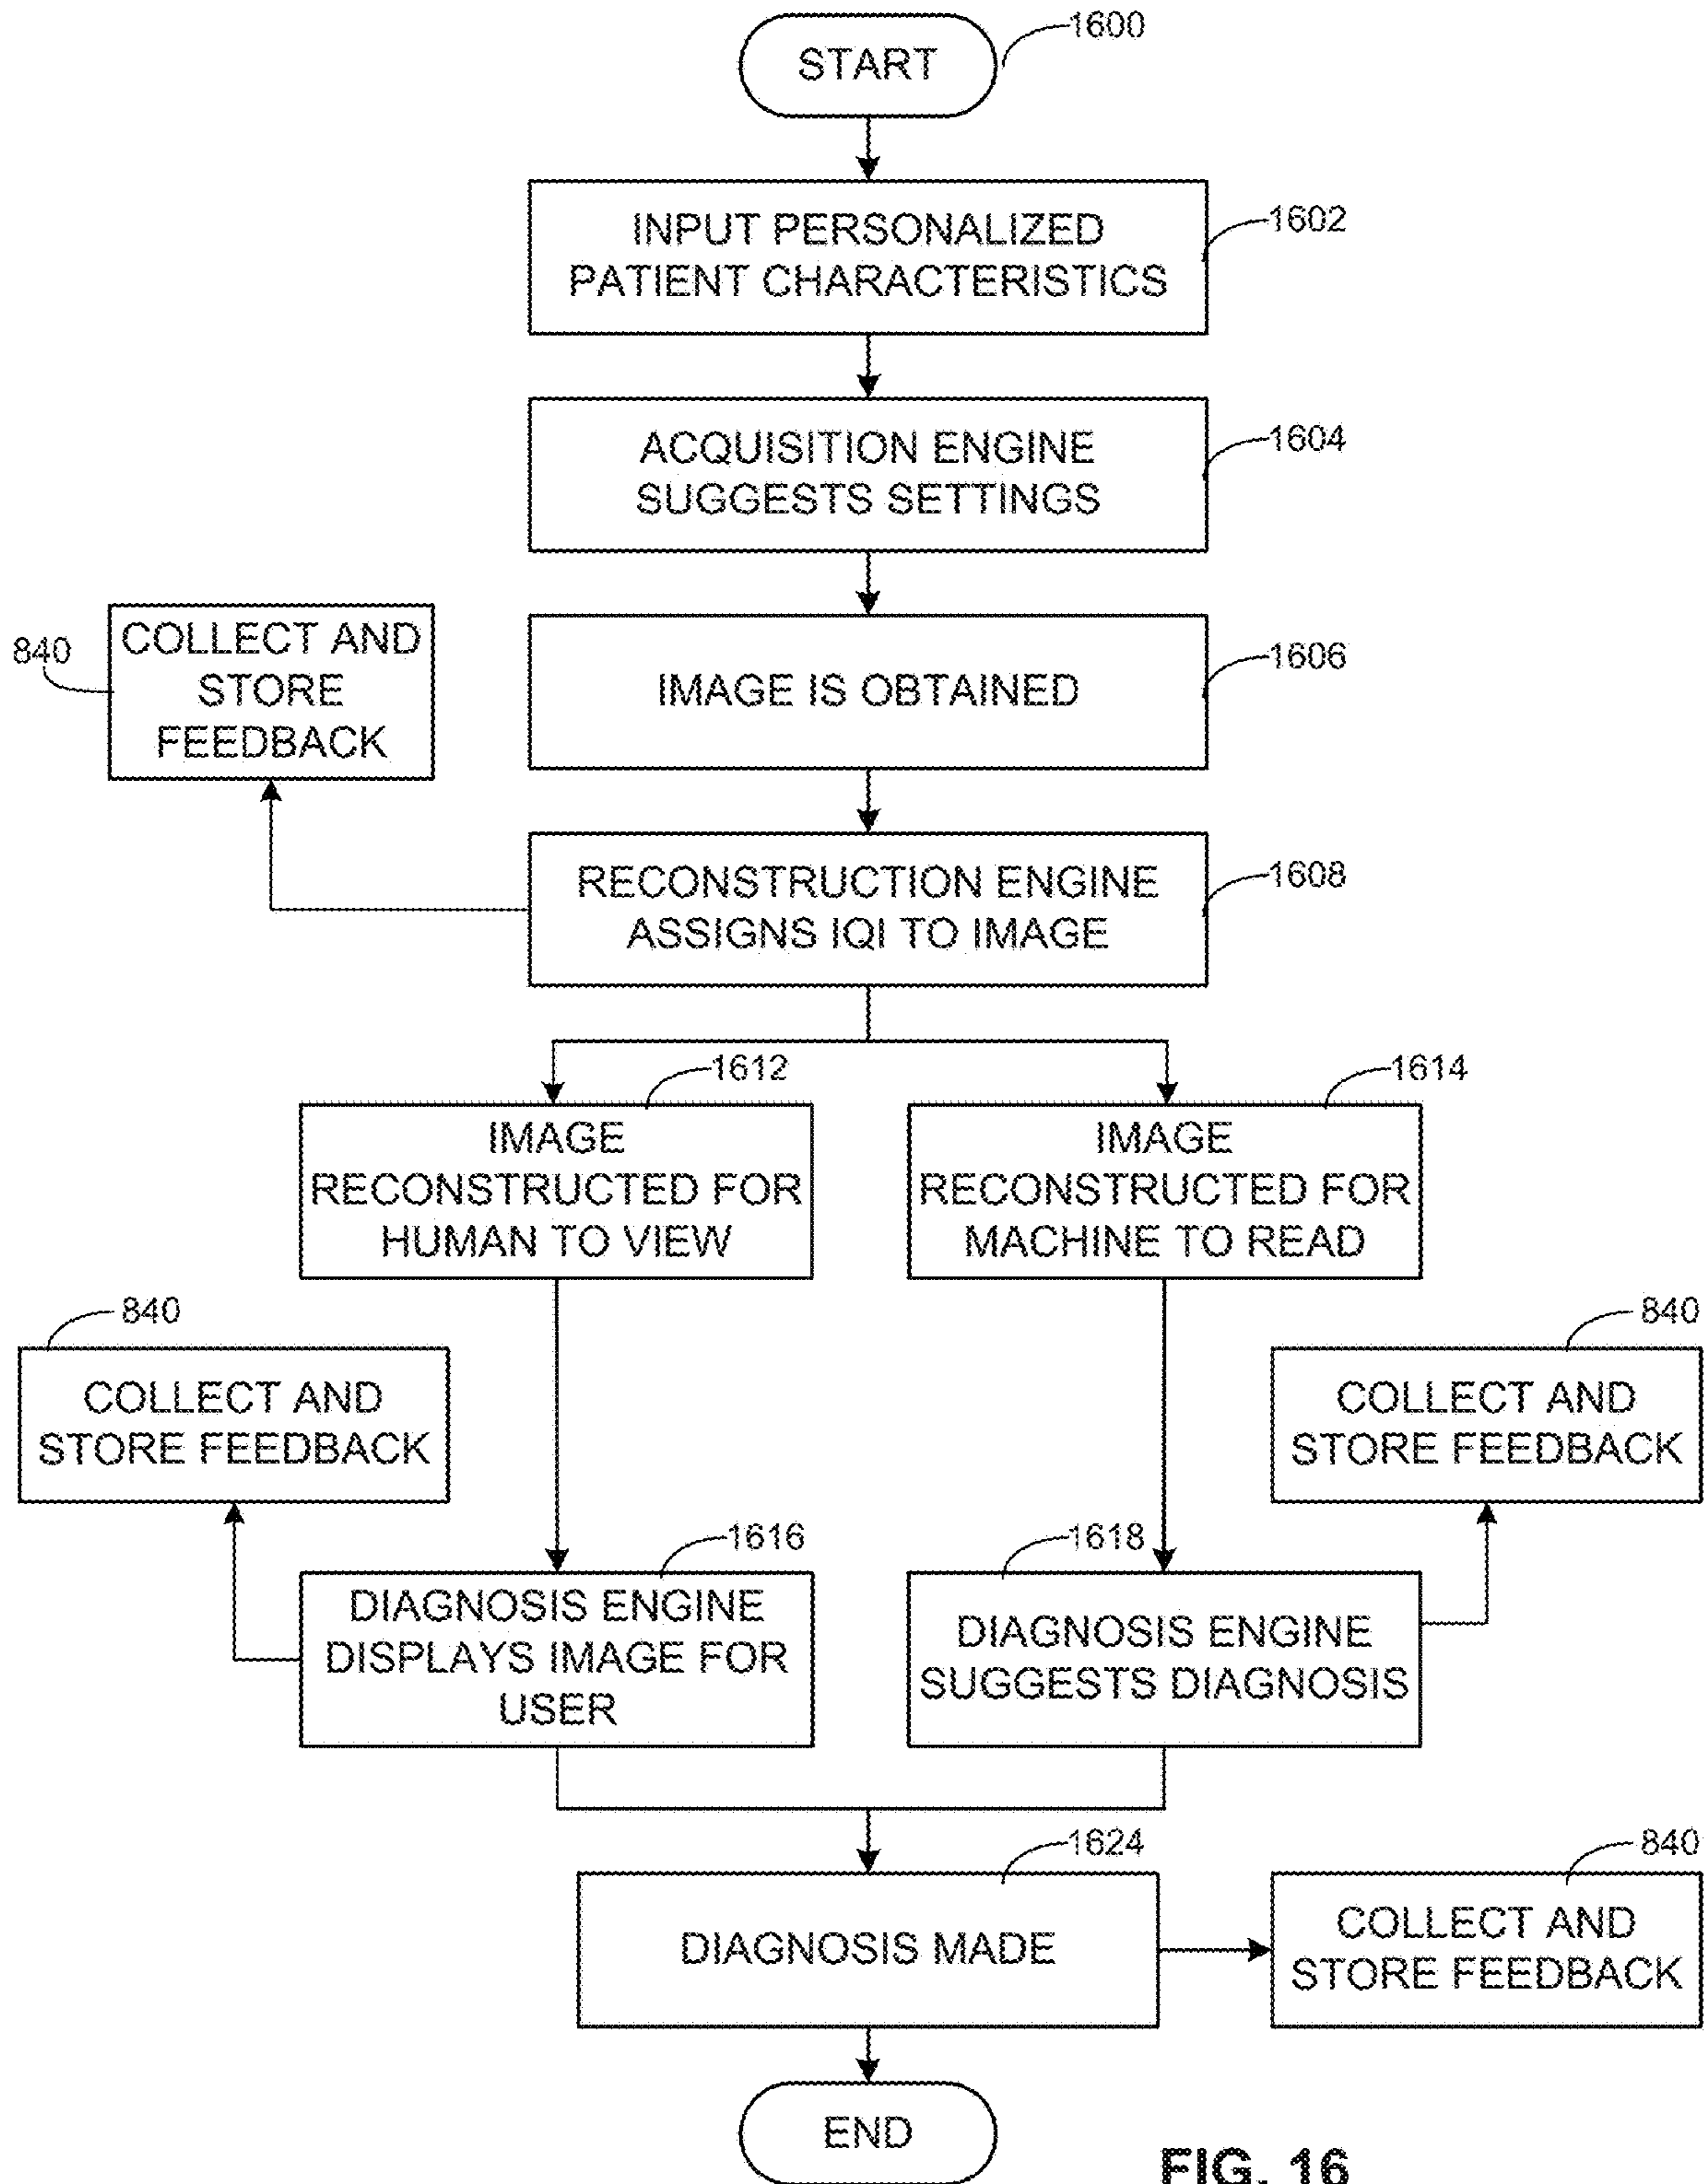 START
1600
INPUT PERSONALIZED
PATIENT CHARACTERISTICS
1602
ACQUISITION ENGINE
SUGGESTS SETTINGS
1604
840
COLLECT AND
STORE
FEEDBACK
IMAGE IS OBTAINED
1606
RECONSTRUCTION ENGINE
ASSIGNS IQI TO IMAGE
1608
1612
IMAGE
RECONSTRUCTED FOR
HUMAN TO VIEW
1614
IMAGE
RECONSTRUCTED FOR
MACHINE TO READ
840
COLLECT AND
STORE FEEDBACK
840
COLLECT AND
STORE FEEDBACK
1616
DIAGNOSIS ENGINE
DISPLAYS IMAGE FOR
USER
1618
DIAGNOSIS ENGINE
SUGGESTS DIAGNOSIS
1624
DIAGNOSIS MADE
840
COLLECT AND
STORE FEEDBACK
END
FIG. 16